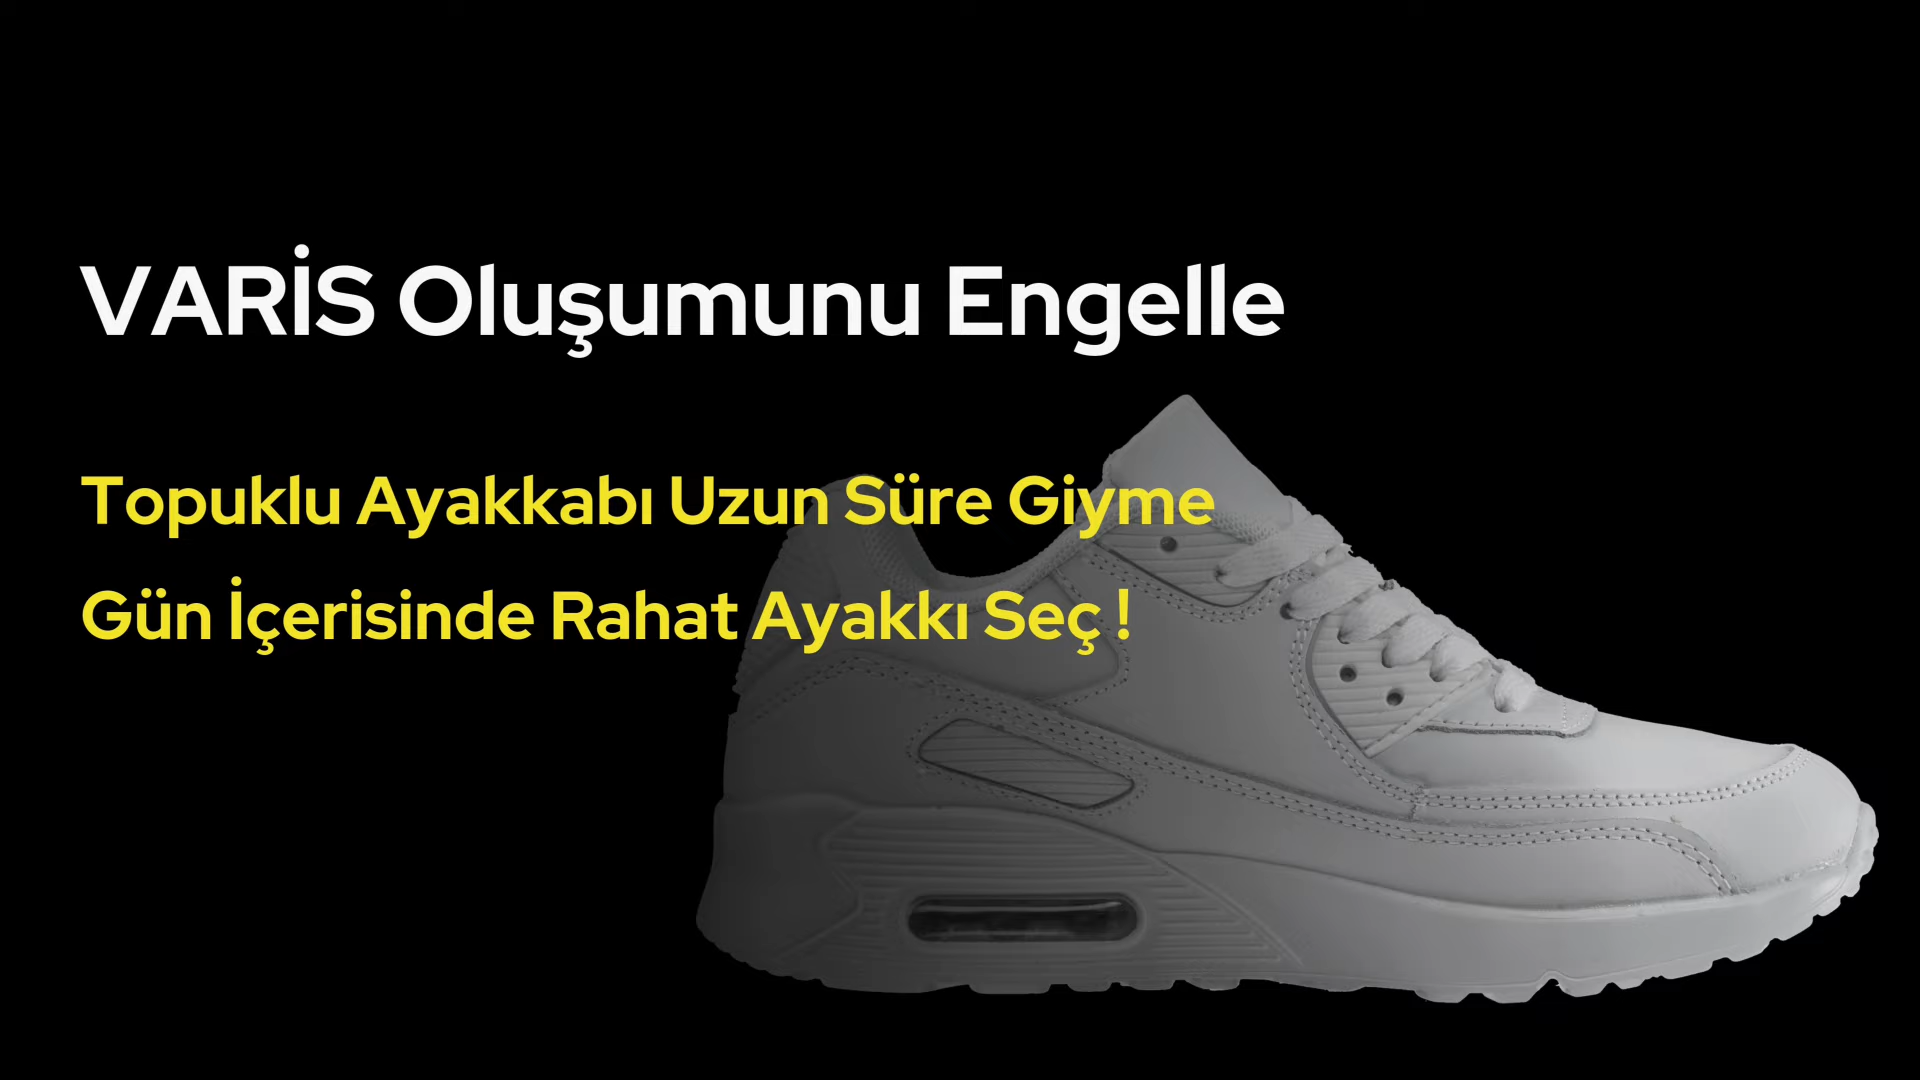 VARİS Oluşumunu Engelle
Topuklu Ayakkabı Uzun Süre Giyme
Gün İçerisinde Rahat Ayakkı Seç !